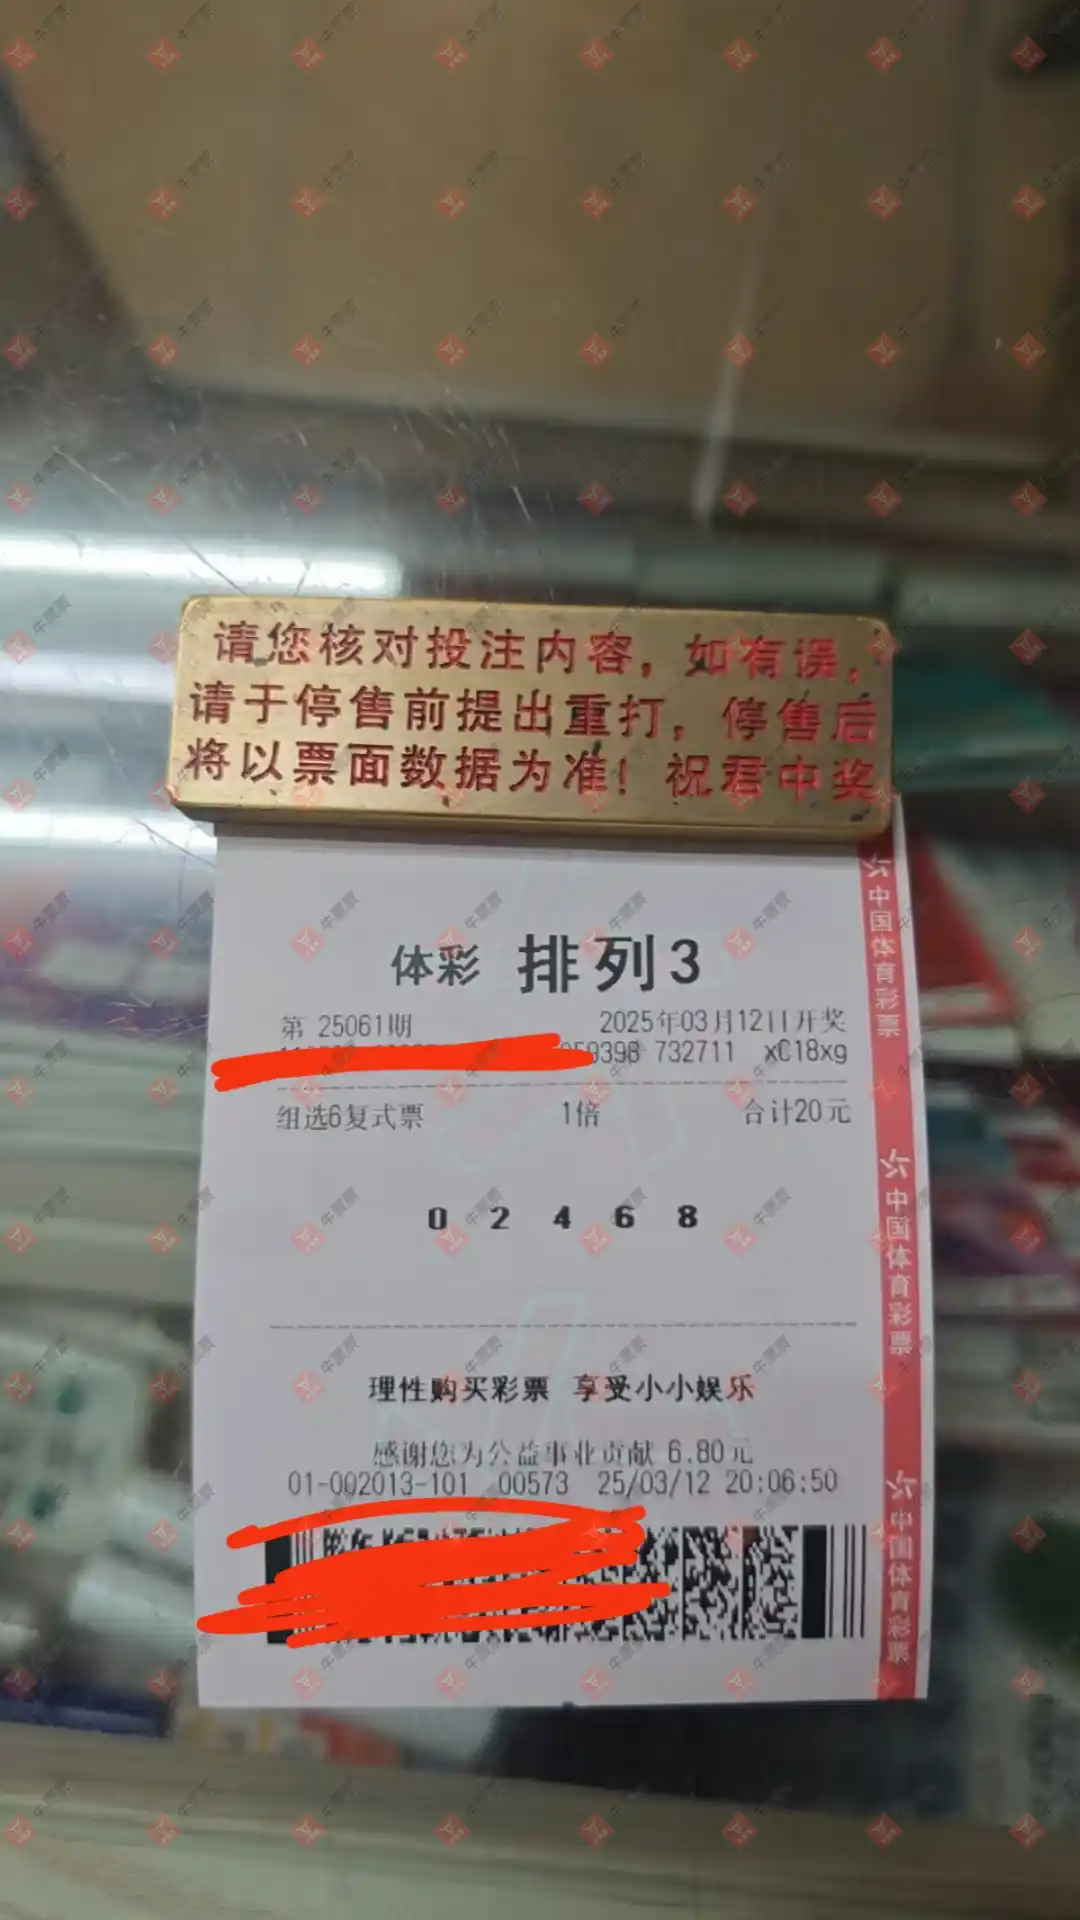 请您核对投注内容，如有误，
请于停售前提出重打，停售后
将以票面数据为准！祝君中奖
体彩 排列3
第 25061期 2025年03月12日开奖
59398 732711 xC18xg
组选6复式票 1倍 合计20元
0 2 4 6 8
理性购买彩票 享受小小娱乐
感谢您为公益事业贡献 6.80元
01-002013-101 00573 25/03/12 20:06:50
中国体育彩票
中国体育彩票
中国体育彩票
牛票票